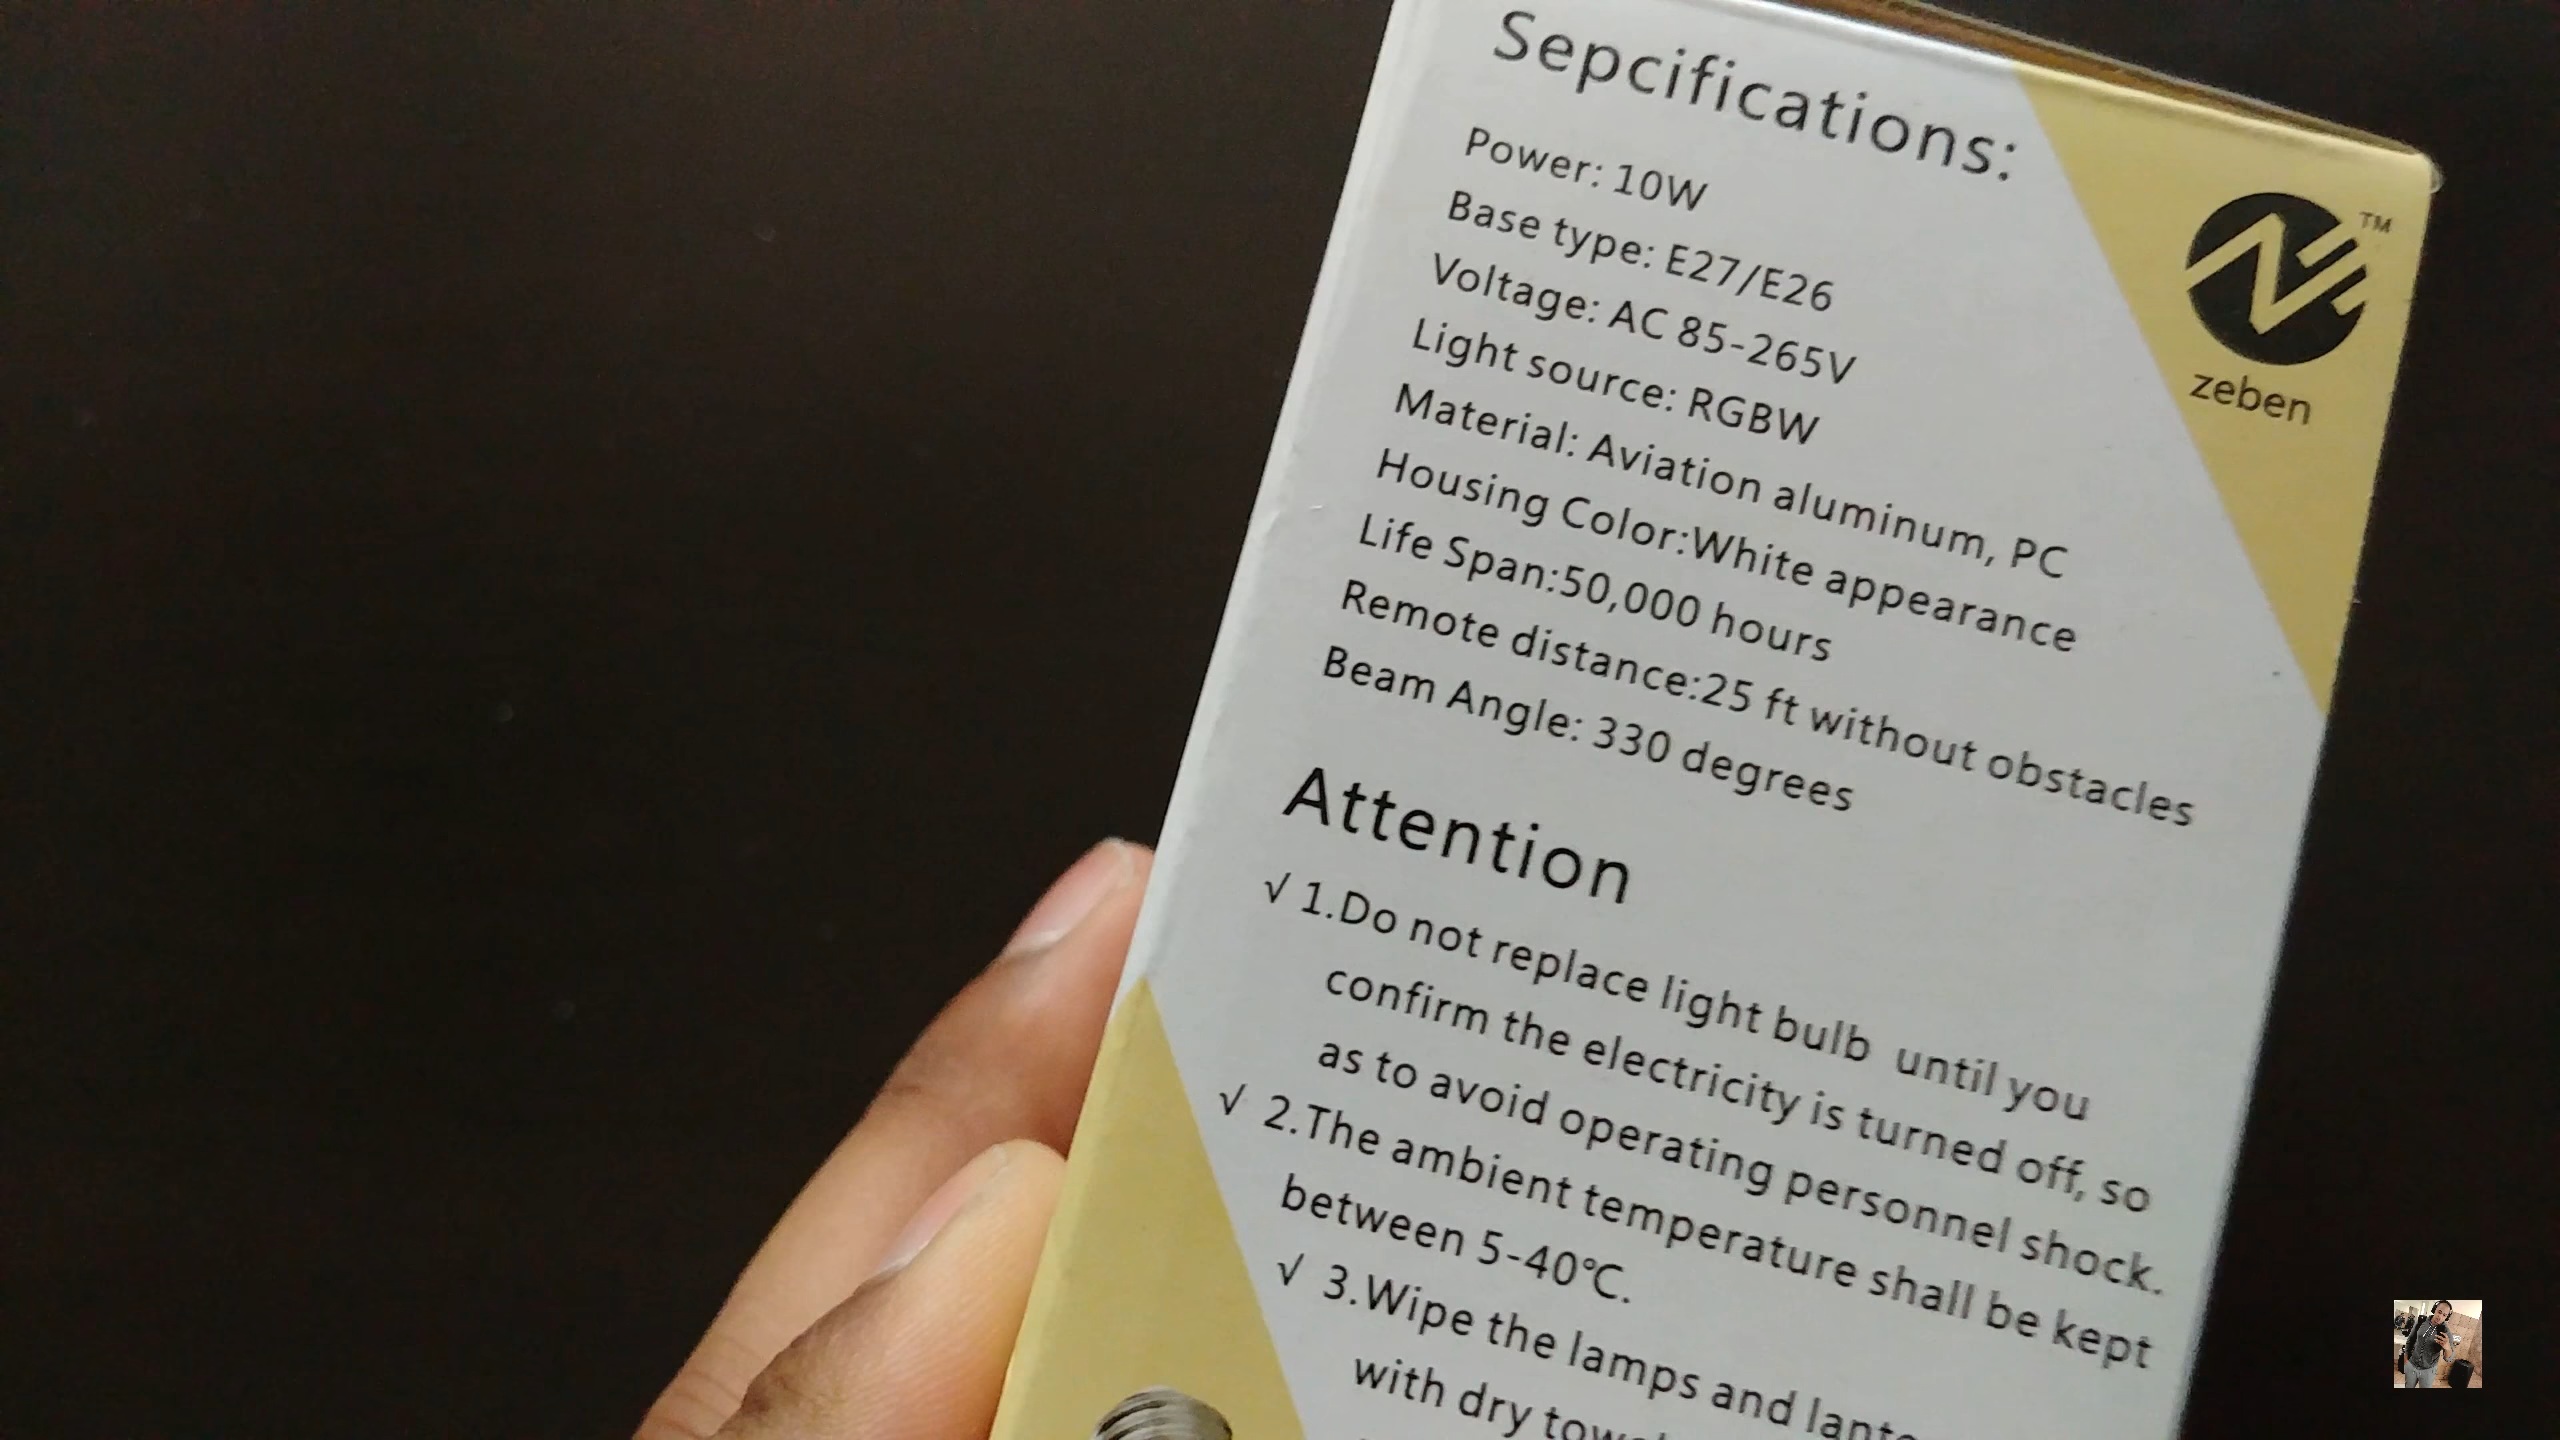 Sepcifications:
Power: 10W
Base type: E27/E26
Voltage: AC 85-265V
Light source: RGBW
Material: Aviation aluminum, PC
Housing Color:White appearance
Life Span:50,000 hours
Remote distance:25 ft without obstacles
Beam Angle: 330 degrees
TM
zeben
Attention
√ 1.Do not replace light bulb until you
confirm the electricity is turned off, so
as to avoid operating personnel shock.
√ 2.The ambient temperature shall be kept
between 5-40℃.
√ 3.Wipe the lamps and
with dry